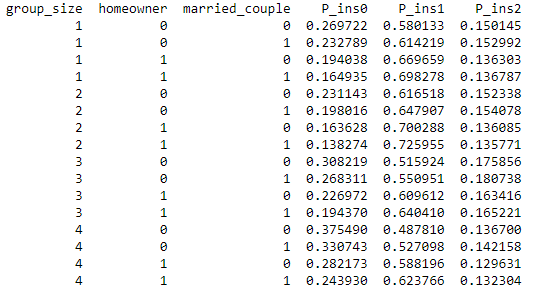 group_size homeowner married_couple P_ins0 P_ins1 P_ins2
1 0 0 0.269722 0.580133 0.150145
1 0 1 0.232789 0.614219 0.152992
1 1 0 0.194038 0.669659 0.136303
1 1 1 0.164935 0.698278 0.136787
2 0 0 0.231143 0.616518 0.152338
2 0 1 0.198016 0.647907 0.154078
2 1 0 0.163628 0.700288 0.136085
2 1 1 0.138274 0.725955 0.135771
3 0 0 0.308219 0.515924 0.175856
3 0 1 0.268311 0.550951 0.180738
3 1 0 0.226972 0.609612 0.163416
3 1 1 0.194370 0.640410 0.165221
4 0 0 0.375490 0.487810 0.136700
4 0 1 0.330743 0.527098 0.142158
4 1 0 0.282173 0.588196 0.129631
4 1 1 0.243930 0.623766 0.132304